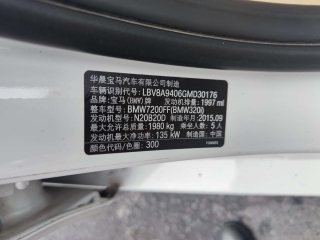 华晨宝马汽车有限公司制造
车辆识别代号: LBV8A9406GMD30176
品牌: 宝马(BMW)牌 发动机排量: 1997 ml
整车型号: BMW7200FF(BMW320i)
发动机型号: N20B20D 制造年月: 2015.09
最大允许总质量: 1980 kg 乘坐人数: 5 人
发动机最大净功率: 135 kW 制造国: 中国
颜色代码/色圈: 300